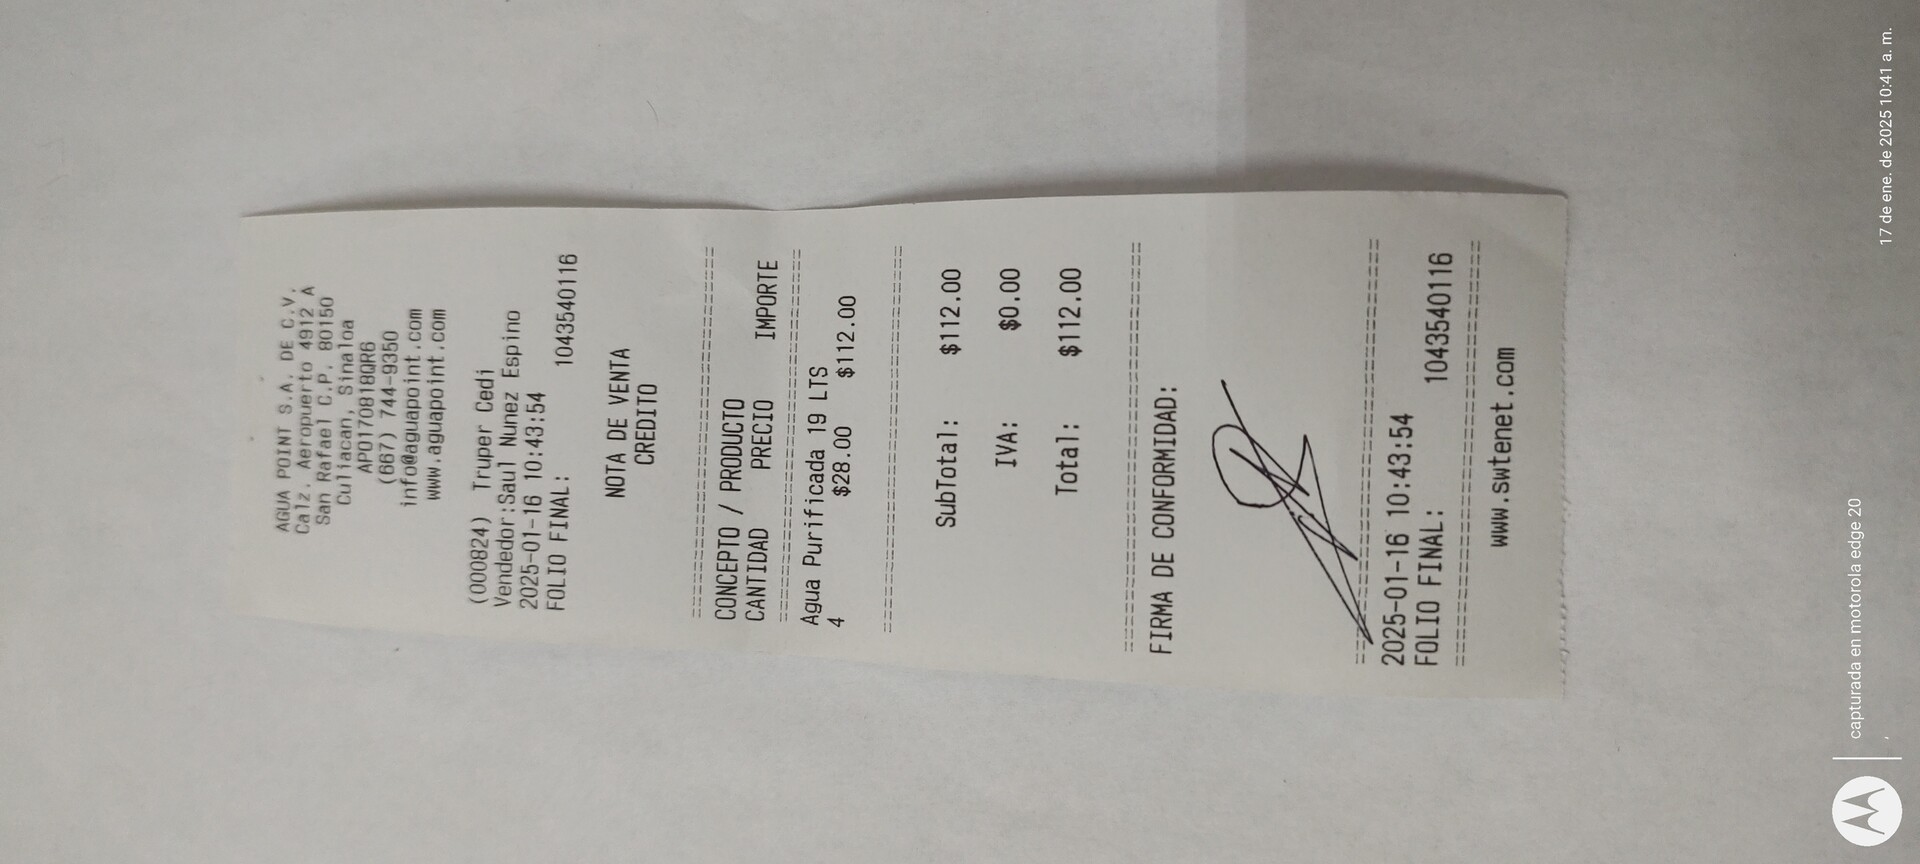 AGUA POINT S.A. DE C.V.
Calz. Aeropuerto 4912 A
San Rafael C.P. 80150
Culiacan, Sinaloa
APO170818QR6
(667) 744-9350
info@aguapoint.com
www.aguapoint.com
(000824) Truper Cedi
Vendedor:Saul Nunez Espino
2025-01-16 10:43:54
FOLIO FINAL: 1043540116
NOTA DE VENTA
CREDITO
==============================
CONCEPTO / PRODUCTO
CANTIDAD PRECIO IMPORTE
==============================
Agua Purificada 19 LTS
4 $28.00 $112.00
==============================
SubTotal: $112.00
IVA: $0.00
Total: $112.00
==============================
FIRMA DE CONFORMIDAD:
==============================
2025-01-16 10:43:54
FOLIO FINAL: 1043540116
==============================
www.swtenet.com
capturada en motorola edge 20
17 de ene. de 2025 10:41 a. m.